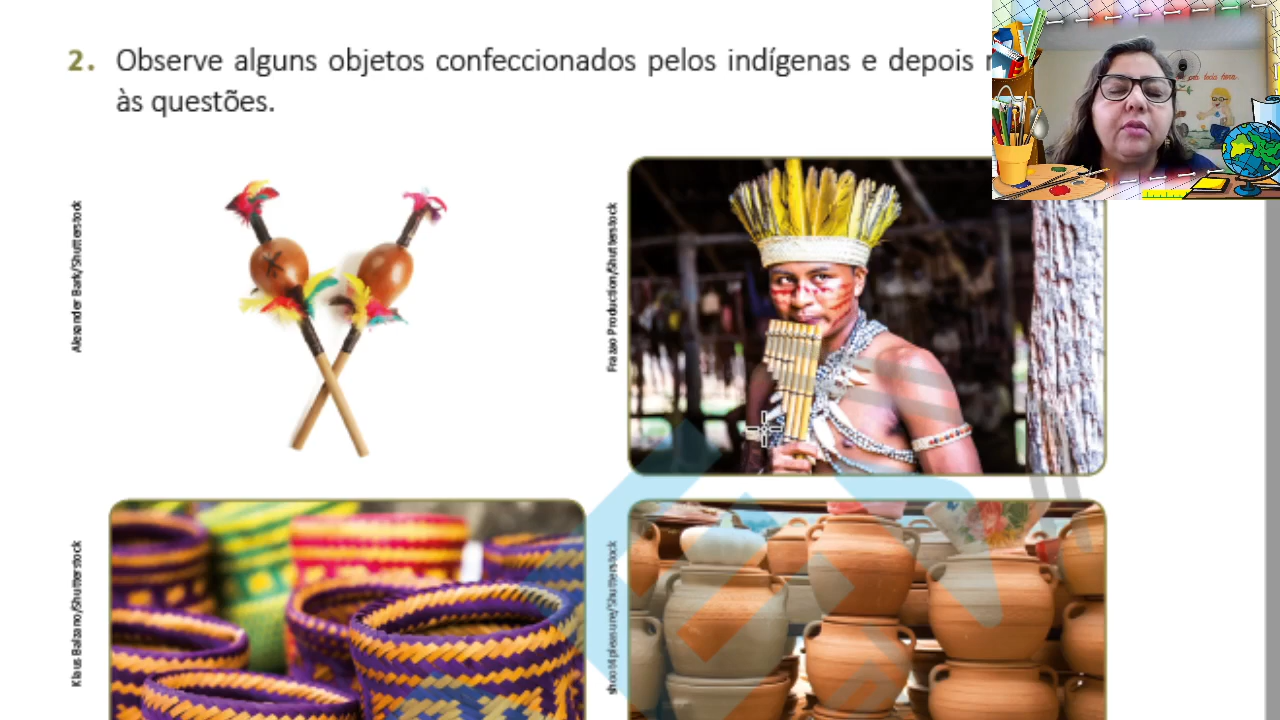 2. Observe alguns objetos confeccionados pelos indígenas e depois
às questões.
Alexander Bark/Shutterstock
Frazao Production/Shutterstock
Klaus Balzano/Shutterstock